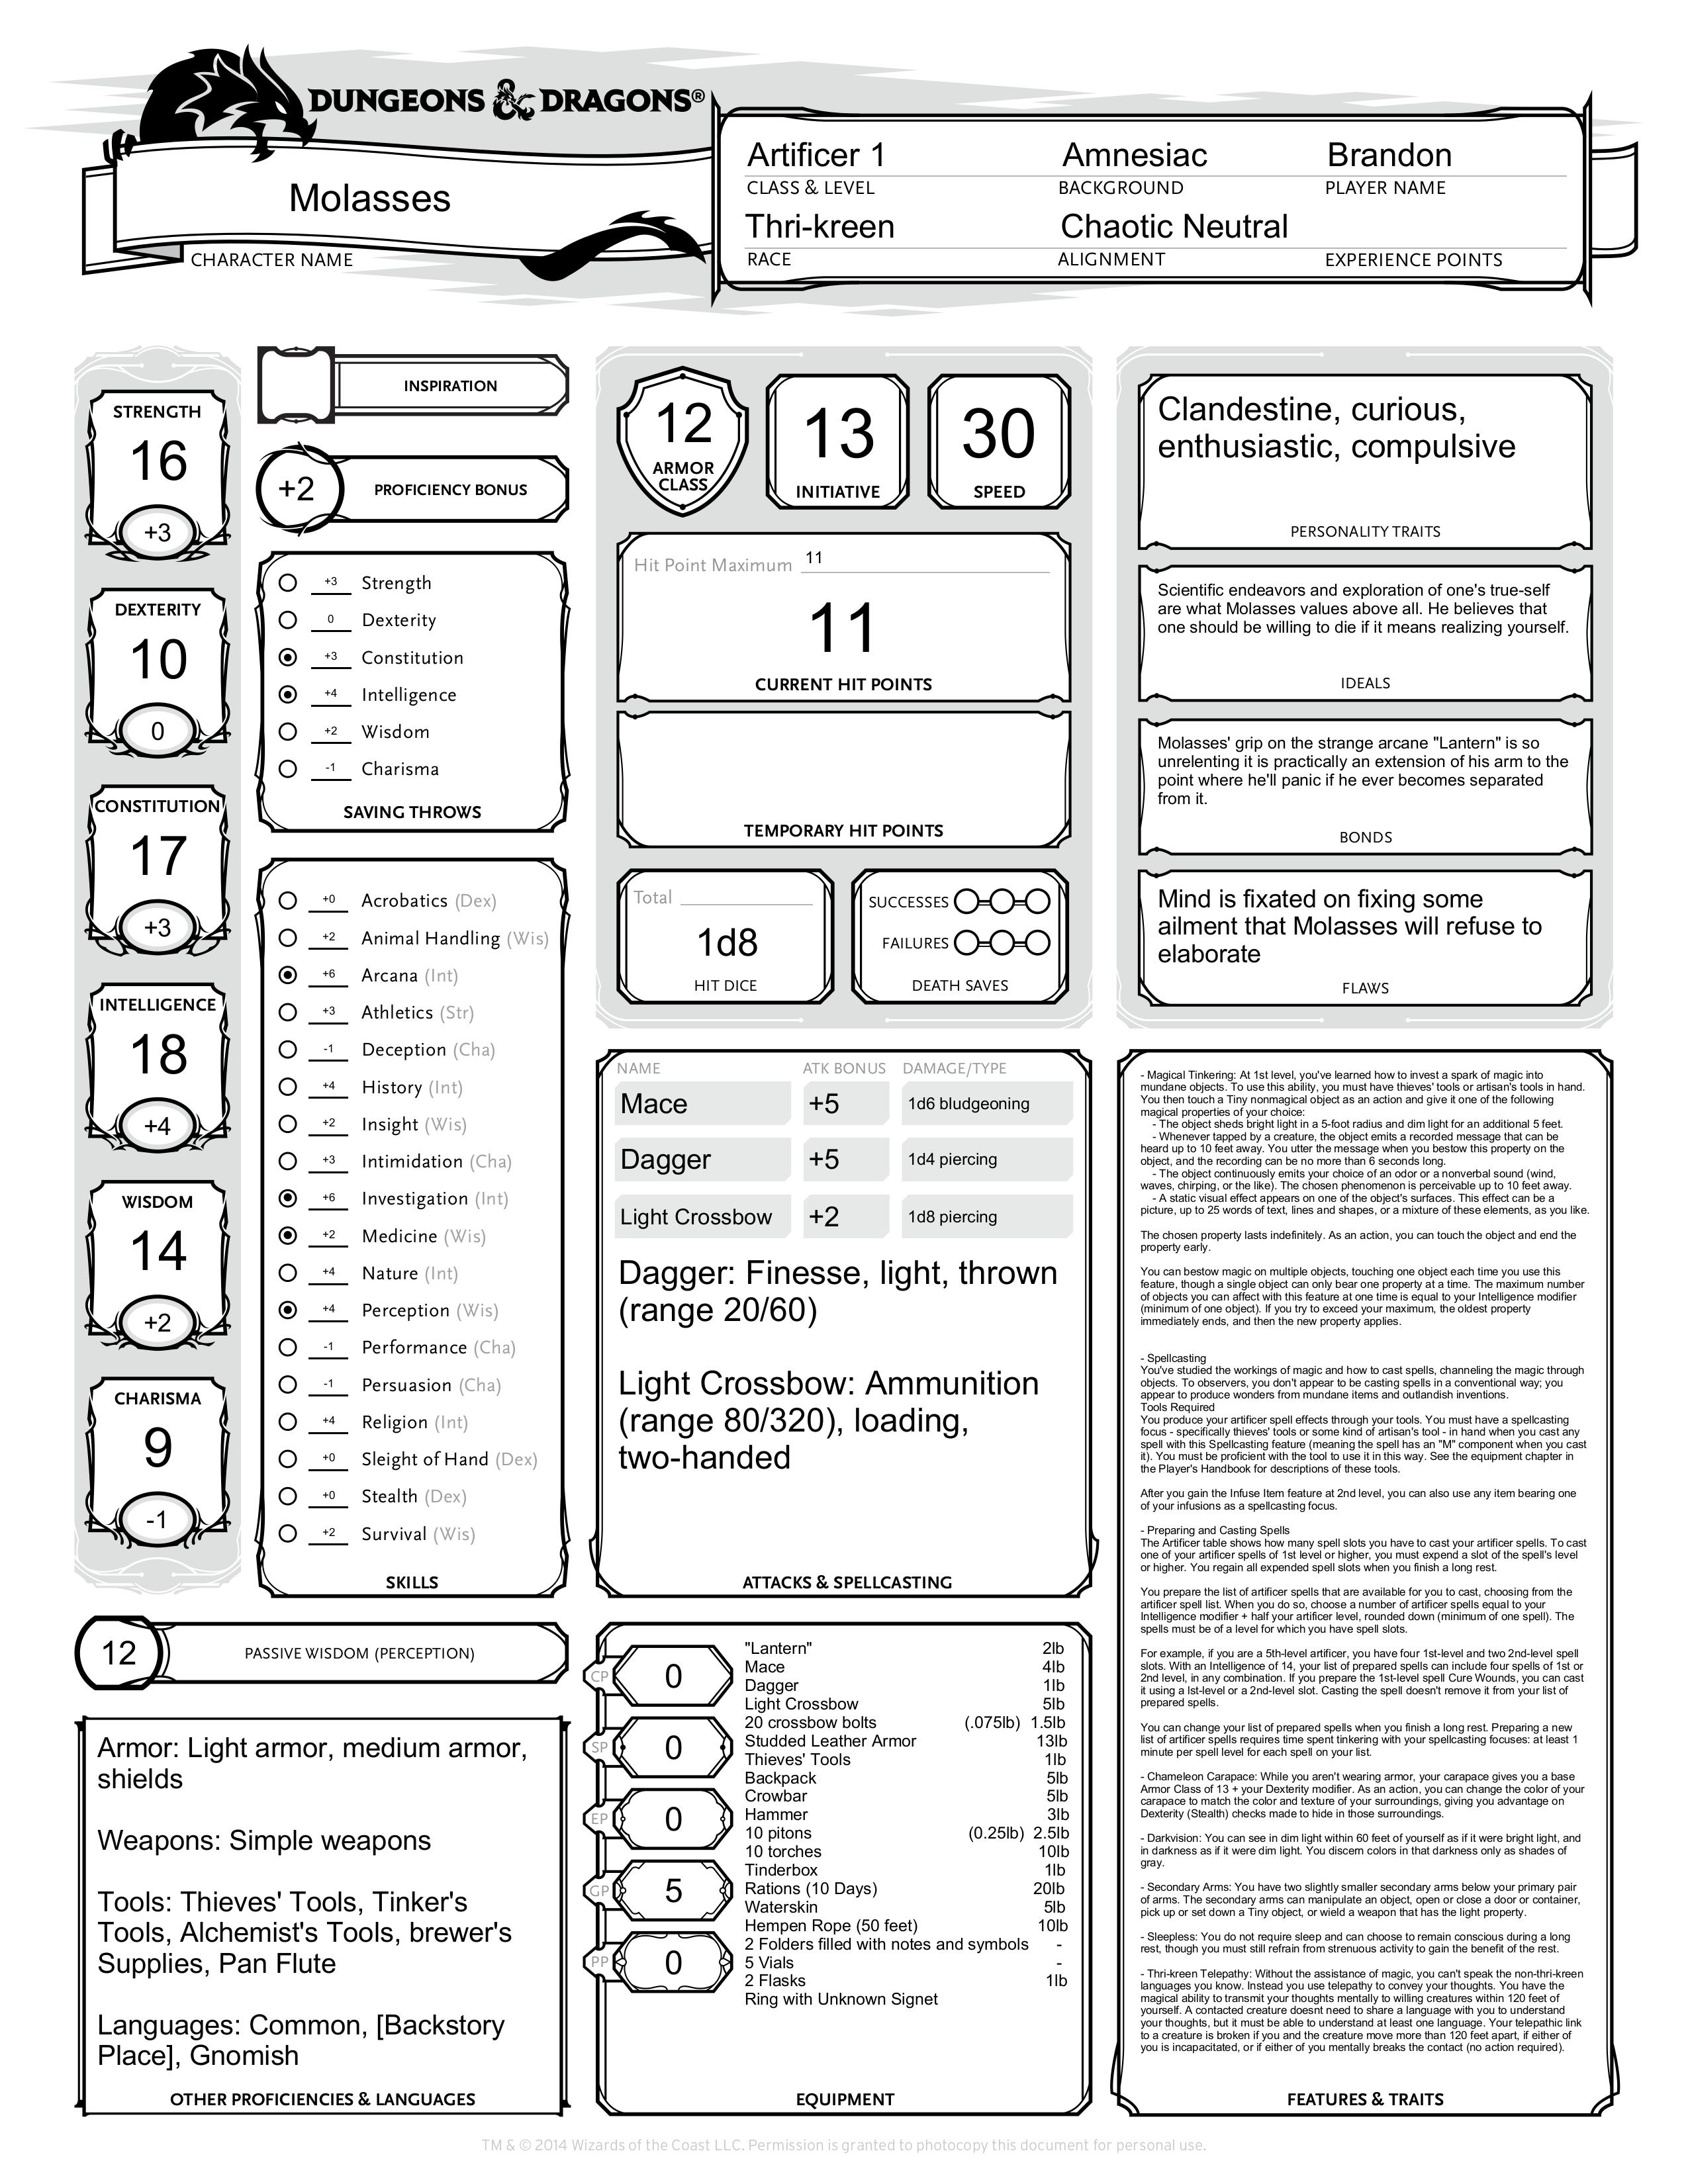 DUNGEONS & DRAGONS®
Molasses
CHARACTER NAME
Artificer 1 Amnesiac Brandon
CLASS & LEVEL BACKGROUND PLAYER NAME
Thri-kreen Chaotic Neutral
RACE ALIGNMENT EXPERIENCE POINTS
STRENGTH
16
+3
DEXTERITY
10
0
CONSTITUTION
17
+3
INTELLIGENCE
18
+4
WISDOM
14
+2
CHARISMA
9
-1
INSPIRATION
+2 PROFICIENCY BONUS
+3 Strength
0 Dexterity
+3 Constitution
+4 Intelligence
+2 Wisdom
-1 Charisma
SAVING THROWS
+0 Acrobatics (Dex)
+2 Animal Handling (Wis)
+6 Arcana (Int)
+3 Athletics (Str)
-1 Deception (Cha)
+4 History (Int)
+2 Insight (Wis)
+3 Intimidation (Cha)
+6 Investigation (Int)
+2 Medicine (Wis)
+4 Nature (Int)
+4 Perception (Wis)
-1 Performance (Cha)
-1 Persuasion (Cha)
+4 Religion (Int)
+0 Sleight of Hand (Dex)
+0 Stealth (Dex)
+2 Survival (Wis)
SKILLS
12 PASSIVE WISDOM (PERCEPTION)
Armor: Light armor, medium armor,
shields
Weapons: Simple weapons
Tools: Thieves' Tools, Tinker's
Tools, Alchemist's Tools, brewer's
Supplies, Pan Flute
Languages: Common, [Backstory
Place], Gnomish
OTHER PROFICIENCIES & LANGUAGES
12
ARMOR
CLASS
13
INITIATIVE
30
SPEED
Hit Point Maximum 11
11
CURRENT HIT POINTS
TEMPORARY HIT POINTS
Total
1d8
HIT DICE
SUCCESSES
FAILURES
DEATH SAVES
NAME ATK BONUS DAMAGE/TYPE
Mace +5 1d6 bludgeoning
Dagger +5 1d4 piercing
Light Crossbow +2 1d8 piercing
Dagger: Finesse, light, thrown
(range 20/60)
Light Crossbow: Ammunition
(range 80/320), loading,
two-handed
ATTACKS & SPELLCASTING
CP 0
SP 0
EP 0
GP 5
PP 0
"Lantern" 2lb
Mace 4lb
Dagger 1lb
Light Crossbow 5lb
20 crossbow bolts (.075lb) 1.5lb
Studded Leather Armor 13lb
Thieves' Tools 1lb
Backpack 5lb
Crowbar 5lb
Hammer 3lb
10 pitons (0.25lb) 2.5lb
10 torches 10lb
Tinderbox 1lb
Rations (10 Days) 20lb
Waterskin 5lb
Hempen Rope (50 feet) 10lb
2 Folders filled with notes and symbols -
5 Vials -
2 Flasks 1lb
Ring with Unknown Signet
EQUIPMENT
Clandestine, curious,
enthusiastic, compulsive
PERSONALITY TRAITS
Scientific endeavors and exploration of one's true-self
are what Molasses values above all. He believes that
one should be willing to die if it means realizing yourself.
IDEALS
Molasses' grip on the strange arcane "Lantern" is so
unrelenting it is practically an extension of his arm to the
point where he'll panic if he ever becomes separated
from it.
BONDS
Mind is fixated on fixing some
ailment that Molasses will refuse to
elaborate
FLAWS
- Magical Tinkering: At 1st level, you've learned how to invest a spark of magic into
mundane objects. To use this ability, you must have thieves' tools or artisan's tools in hand.
You then touch a Tiny nonmagical object as an action and give it one of the following
magical properties of your choice:
- The object sheds bright light in a 5-foot radius and dim light for an additional 5 feet.
- Whenever tapped by a creature, the object emits a recorded message that can be
heard up to 10 feet away. You utter the message when you bestow this property on the
object, and the recording can be no more than 6 seconds long.
- The object continuously emits your choice of an odor or a nonverbal sound (wind,
waves, chirping, or the like). The chosen phenomenon is perceivable up to 10 feet away.
- A static visual effect appears on one of the object's surfaces. This effect can be a
picture, up to 25 words of text, lines and shapes, or a mixture of these elements, as you like.
The chosen property lasts indefinitely. As an action, you can touch the object and end the
property early.
You can bestow magic on multiple objects, touching one object each time you use this
feature, though a single object can only bear one property at a time. The maximum number
of objects you can affect with this feature at one time is equal to your Intelligence modifier
(minimum of one object). If you try to exceed your maximum, the oldest property
immediately ends, and then the new property applies.
- Spellcasting
You've studied the workings of magic and how to cast spells, channeling the magic through
objects. To observers, you don't appear to be casting spells in a conventional way; you
appear to produce wonders from mundane items and outlandish inventions.
Tools Required
You produce your artificer spell effects through your tools. You must have a spellcasting
focus - specifically thieves' tools or some kind of artisan's tool - in hand when you cast any
spell with this Spellcasting feature (meaning the spell has an "M" component when you cast
it). You must be proficient with the tool to use it in this way. See the equipment chapter in
the Player's Handbook for descriptions of these tools.
After you gain the Infuse Item feature at 2nd level, you can also use any item bearing one
of your infusions as a spellcasting focus.
- Preparing and Casting Spells
The Artificer table shows how many spell slots you have to cast your artificer spells. To cast
one of your artificer spells of 1st level or higher, you must expend a slot of the spell's level
or higher. You regain all expended spell slots when you finish a long rest.
You prepare the list of artificer spells that are available for you to cast, choosing from the
artificer spell list. When you do so, choose a number of artificer spells equal to your
Intelligence modifier + half your artificer level, rounded down (minimum of one spell). The
spells must be of a level for which you have spell slots.
For example, if you are a 5th-level artificer, you have four 1st-level and two 2nd-level spell
slots. With an Intelligence of 14, your list of prepared spells can include four spells of 1st or
2nd level, in any combination. If you prepare the 1st-level spell Cure Wounds, you can cast
it using a lst-level or a 2nd-level slot. Casting the spell doesn't remove it from your list of
prepared spells.
You can change your list of prepared spells when you finish a long rest. Preparing a new
list of artificer spells requires time spent tinkering with your spellcasting focuses: at least 1
minute per spell level for each spell on your list.
- Chameleon Carapace: While you aren't wearing armor, your carapace gives you a base
Armor Class of 13 + your Dexterity modifier. As an action, you can change the color of your
carapace to match the color and texture of your surroundings, giving you advantage on
Dexterity (Stealth) checks made to hide in those surroundings.
- Darkvision: You can see in dim light within 60 feet of yourself as if it were bright light, and
in darkness as if it were dim light. You discern colors in that darkness only as shades of
gray.
- Secondary Arms: You have two slightly smaller secondary arms below your primary pair
of arms. The secondary arms can manipulate an object, open or close a door or container,
pick up or set down a Tiny object, or wield a weapon that has the light property.
- Sleepless: You do not require sleep and can choose to remain conscious during a long
rest, though you must still refrain from strenuous activity to gain the benefit of the rest.
- Thri-kreen Telepathy: Without the assistance of magic, you can't speak the non-thri-kreen
languages you know. Instead you use telepathy to convey your thoughts. You have the
magical ability to transmit your thoughts mentally to willing creatures within 120 feet of
yourself. A contacted creature doesnt need to share a language with you to understand
your thoughts, but it must be able to understand at least one language. Your telepathic link
to a creature is broken if you and the creature move more than 120 feet apart, if either of
you is incapacitated, or if either of you mentally breaks the contact (no action required).
FEATURES & TRAITS
TM & © 2014 Wizards of the Coast LLC. Permission is granted to photocopy this document for personal use.